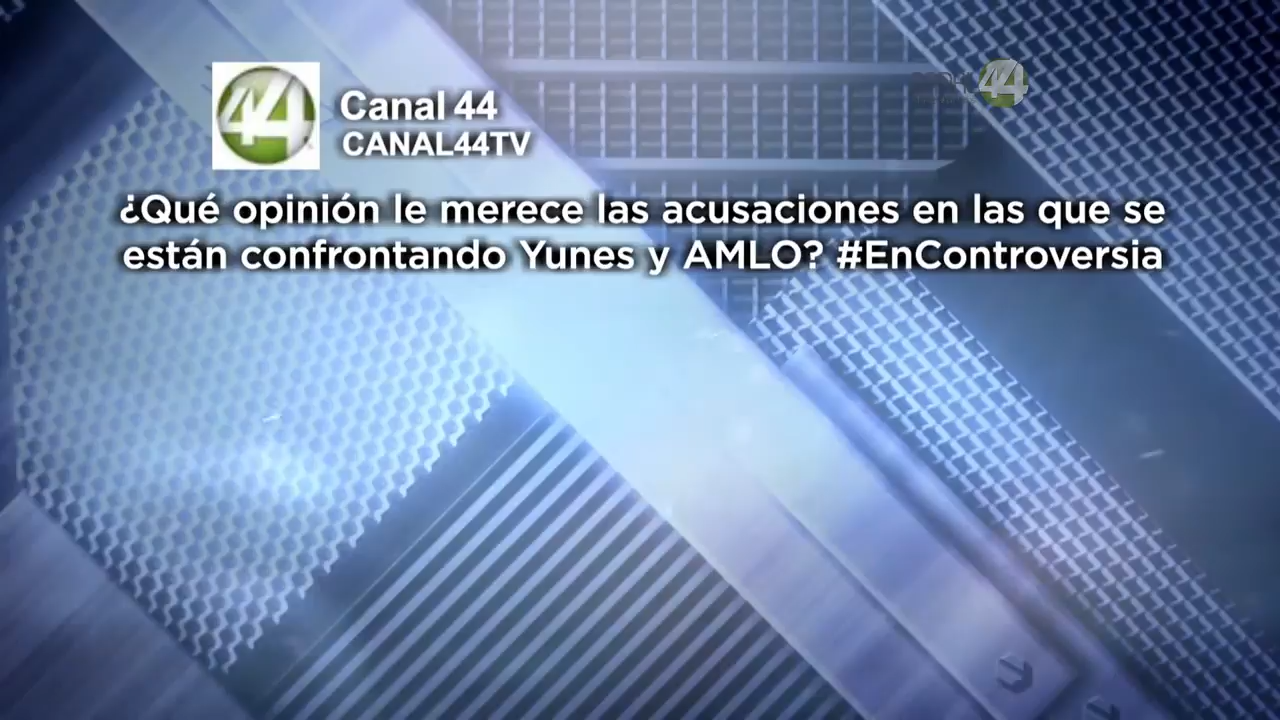 44
Canal 44
CANAL44TV
44
¿Qué opinión le merece las acusaciones en las que se
están confrontando Yunes y AMLO? #EnControversia